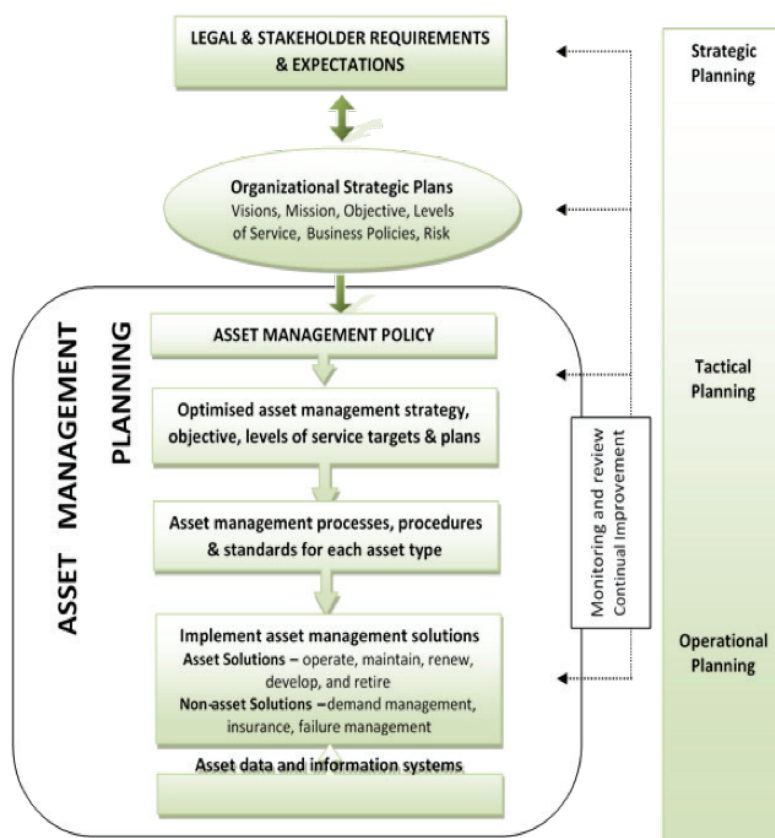 LEGAL & STAKEHOLDER REQUIREMENTS
& EXPECTATIONS
Strategic
Planning
Organizational Strategic Plans
Visions, Mission, Objective, Levels
of Service, Business Policies, Risk
ASSET MANAGEMENT
PLANNING
ASSET MANAGEMENT POLICY
Tactical
Planning
Optimised asset management strategy,
objective, levels of service targets & plans
Asset management processes, procedures
& standards for each asset type
Monitoring and review
Continual Improvement
Implement asset management solutions
Asset Solutions – operate, maintain, renew,
develop, and retire
Non-asset Solutions –demand management,
insurance, failure management
Operational
Planning
Asset data and information systems